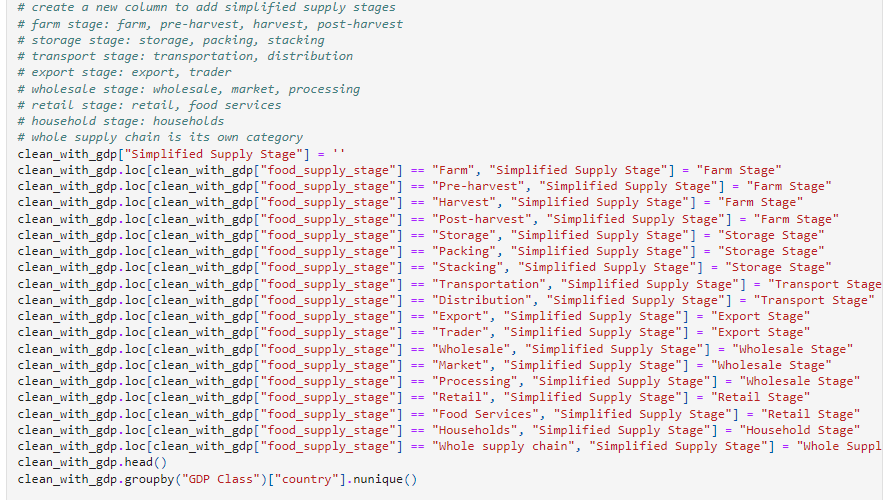 # create a new column to add simplified supply stages
# farm stage: farm, pre-harvest, harvest, post-harvest
# storage stage: storage, packing, stacking
# transport stage: transportation, distribution
# export stage: export, trader
# wholesale stage: wholesale, market, processing
# retail stage: retail, food services
# household stage: households
# whole supply chain is its own category
clean_with_gdp["Simplified Supply Stage"] = ''
clean_with_gdp.loc[clean_with_gdp["food_supply_stage"] == "Farm", "Simplified Supply Stage"] = "Farm Stage"
clean_with_gdp.loc[clean_with_gdp["food_supply_stage"] == "Pre-harvest", "Simplified Supply Stage"] = "Farm Stage"
clean_with_gdp.loc[clean_with_gdp["food_supply_stage"] == "Harvest", "Simplified Supply Stage"] = "Farm Stage"
clean_with_gdp.loc[clean_with_gdp["food_supply_stage"] == "Post-harvest", "Simplified Supply Stage"] = "Farm Stage"
clean_with_gdp.loc[clean_with_gdp["food_supply_stage"] == "Storage", "Simplified Supply Stage"] = "Storage Stage"
clean_with_gdp.loc[clean_with_gdp["food_supply_stage"] == "Packing", "Simplified Supply Stage"] = "Storage Stage"
clean_with_gdp.loc[clean_with_gdp["food_supply_stage"] == "Stacking", "Simplified Supply Stage"] = "Storage Stage"
clean_with_gdp.loc[clean_with_gdp["food_supply_stage"] == "Transportation", "Simplified Supply Stage"] = "Transport Stage
clean_with_gdp.loc[clean_with_gdp["food_supply_stage"] == "Distribution", "Simplified Supply Stage"] = "Transport Stage"
clean_with_gdp.loc[clean_with_gdp["food_supply_stage"] == "Export", "Simplified Supply Stage"] = "Export Stage"
clean_with_gdp.loc[clean_with_gdp["food_supply_stage"] == "Trader", "Simplified Supply Stage"] = "Export Stage"
clean_with_gdp.loc[clean_with_gdp["food_supply_stage"] == "Wholesale", "Simplified Supply Stage"] = "Wholesale Stage"
clean_with_gdp.loc[clean_with_gdp["food_supply_stage"] == "Market", "Simplified Supply Stage"] = "Wholesale Stage"
clean_with_gdp.loc[clean_with_gdp["food_supply_stage"] == "Processing", "Simplified Supply Stage"] = "Wholesale Stage"
clean_with_gdp.loc[clean_with_gdp["food_supply_stage"] == "Retail", "Simplified Supply Stage"] = "Retail Stage"
clean_with_gdp.loc[clean_with_gdp["food_supply_stage"] == "Food Services", "Simplified Supply Stage"] = "Retail Stage"
clean_with_gdp.loc[clean_with_gdp["food_supply_stage"] == "Households", "Simplified Supply Stage"] = "Household Stage"
clean_with_gdp.loc[clean_with_gdp["food_supply_stage"] == "Whole supply chain", "Simplified Supply Stage"] = "Whole Suppl
clean_with_gdp.head()
clean_with_gdp.groupby("GDP Class")["country"].nunique()